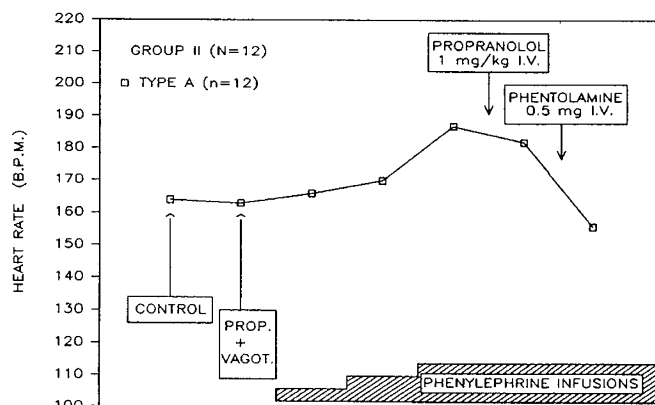 220
210
200
190
180
170
160
150
140
130
120
110
100
HEART RATE (B.P.M.)
GROUP II (N=12)
TYPE A (n=12)
PROPRANOLOL
1 mg/kg I.V.
PHENTOLAMINE
0.5 mg I.V.
CONTROL
PROP.
+
VAGOT.
PHENYLEPHRINE INFUSIONS